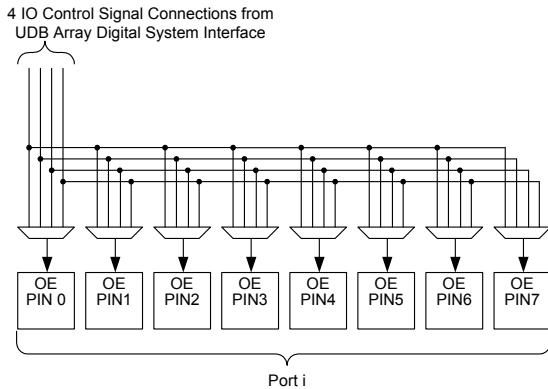 4 IO Control Signal Connections from
UDB Array Digital System Interface
OE
PIN 0
OE
PIN1
OE
PIN2
OE
PIN3
OE
PIN4
OE
PIN5
OE
PIN6
OE
PIN7
Port i